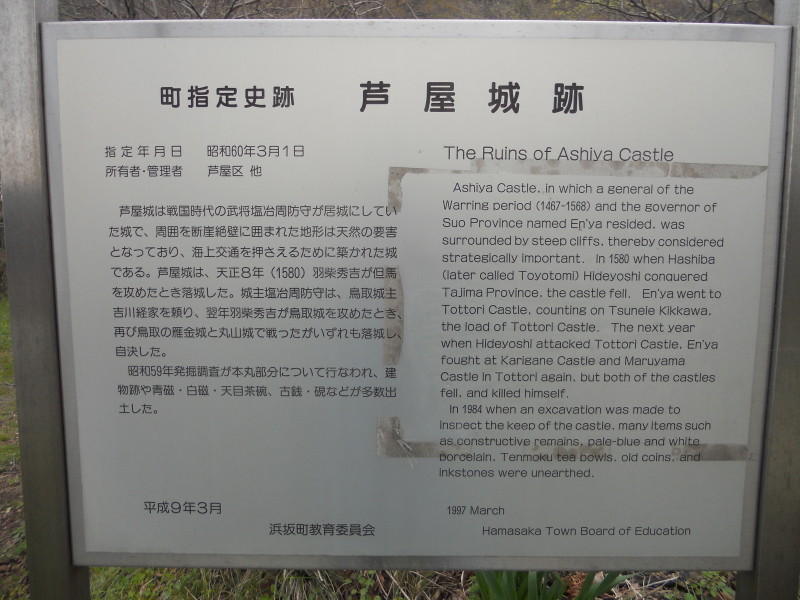 町指定史跡　芦屋城跡
指定年月日　昭和60年3月1日
所有者・管理者　芦屋区 他
芦屋城は戦国時代の武将塩冶周防守が居城にしてい
た城で、周囲を断崖絶壁に囲まれた地形は天然の要害
となっており、海上交通を押さえるために築かれた城
である。芦屋城は、天正8年（1580）羽柴秀吉が但馬
を攻めたとき落城した。城主塩冶周防守は、鳥取城主
吉川経家を頼り、翌年羽柴秀吉が鳥取城を攻めたとき、
再び鳥取の雁金城と丸山城で戦ったがいずれも落城し、
自決した。
昭和59年発掘調査が本丸部分について行なわれ、建
物跡や青磁・白磁・天目茶碗、古銭・硯などが多数出
土した。
平成9年3月
浜坂町教育委員会
The Ruins of Ashiya Castle
Ashiya Castle, in which a general of the
Warring period (1467-1568) and the governor of
Suo Province named En'ya resided, was
surrounded by steep cliffs, thereby considered
strategically important. In 1580 when Hashiba
(later called Toyotomi) Hideyoshi conquered
Tajima Province, the castle fell. En'ya went to
Tottori Castle, counting on Tsuneie Kikkawa,
the load of Tottori Castle. The next year
when Hideyoshi attacked Tottori Castle, En'ya
fought at Karigane Castle and Maruyama
Castle in Tottori again, but both of the castles
fell, and killed himself.
In 1984 when an excavation was made to
inspect the keep of the castle, many items such
as constructive remains, pale-blue and white
porcelain, Tenmoku tea bowls, old coins, and
inkstones were unearthed.
1997 March
Hamasaka Town Board of Education